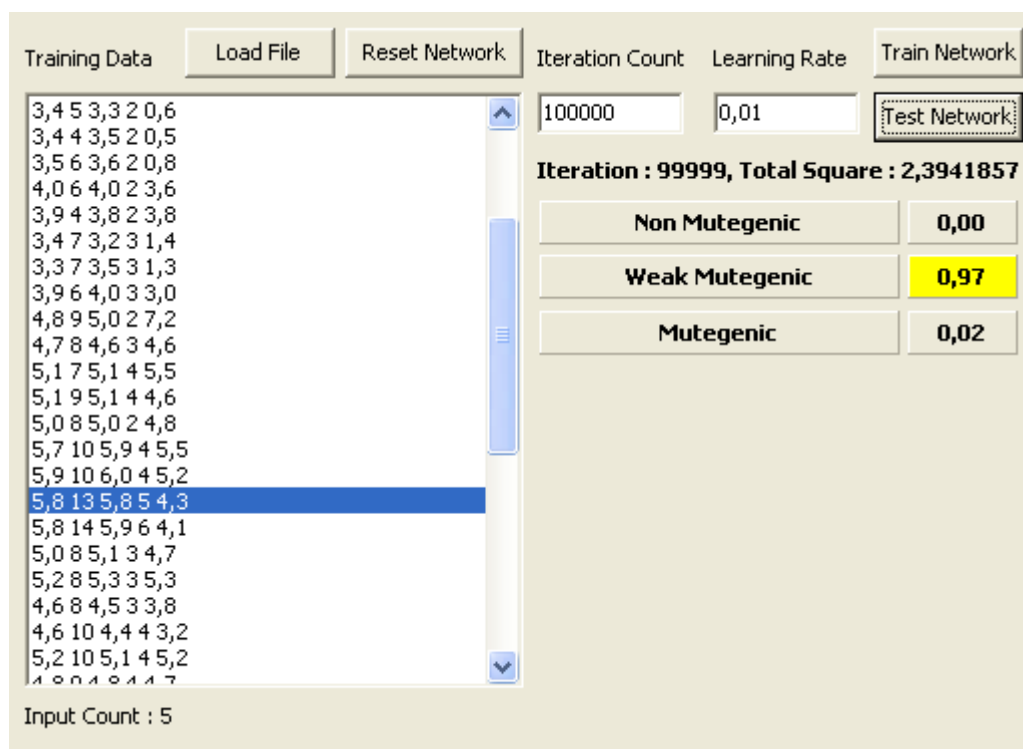 Training Data Load File Reset Network Iteration Count Learning Rate Train Network
100000 0,01 Test Network
Iteration : 99999, Total Square : 2,3941857
Non Mutegenic 0,00
Weak Mutegenic 0,97
Mutegenic 0,02
3,4 5 3,3 2 0,6
3,4 4 3,5 2 0,5
3,5 6 3,6 2 0,8
4,0 6 4,0 2 3,6
3,9 4 3,8 2 3,8
3,4 7 3,2 3 1,4
3,3 7 3,5 3 1,3
3,9 6 4,0 3 3,0
4,8 9 5,0 2 7,2
4,7 8 4,6 3 4,6
5,1 7 5,1 4 5,5
5,1 9 5,1 4 4,6
5,0 8 5,0 2 4,8
5,7 10 5,9 4 5,5
5,9 10 6,0 4 5,2
5,8 13 5,8 5 4,3
5,8 14 5,9 6 4,1
5,0 8 5,1 3 4,7
5,2 8 5,3 3 5,3
4,6 8 4,5 3 3,8
4,6 10 4,4 4 3,2
5,2 10 5,1 4 5,2
Input Count : 5